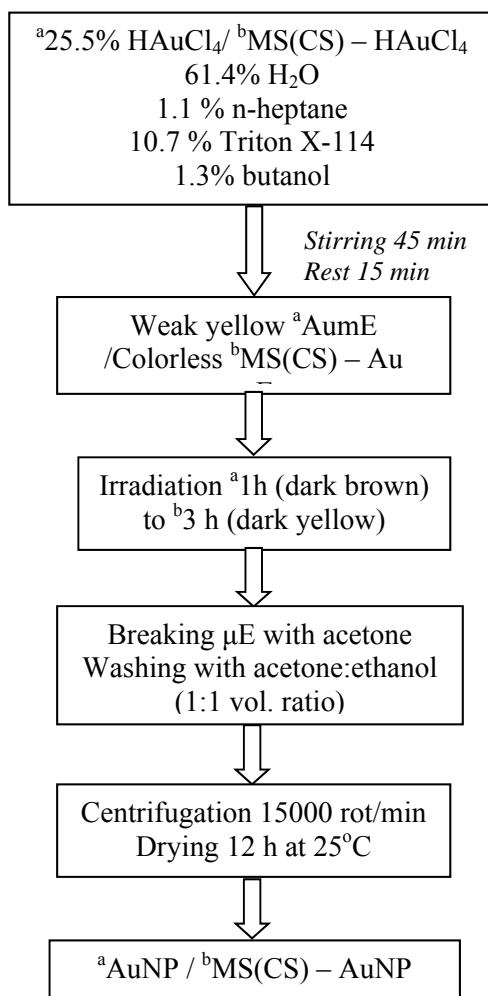 ᵃ25.5% HAuCl₄/ ᵇMS(CS) – HAuCl₄
61.4% H₂O
1.1 % n-heptane
10.7 % Triton X-114
1.3% butanol
Stirring 45 min
Rest 15 min
Weak yellow ᵃAumE
/Colorless ᵇMS(CS) – Au
Irradiation ᵃ1h (dark brown)
to ᵇ3 h (dark yellow)
Breaking μE with acetone
Washing with acetone:ethanol
(1:1 vol. ratio)
Centrifugation 15000 rot/min
Drying 12 h at 25°C
ᵃAuNP / ᵇMS(CS) – AuNP